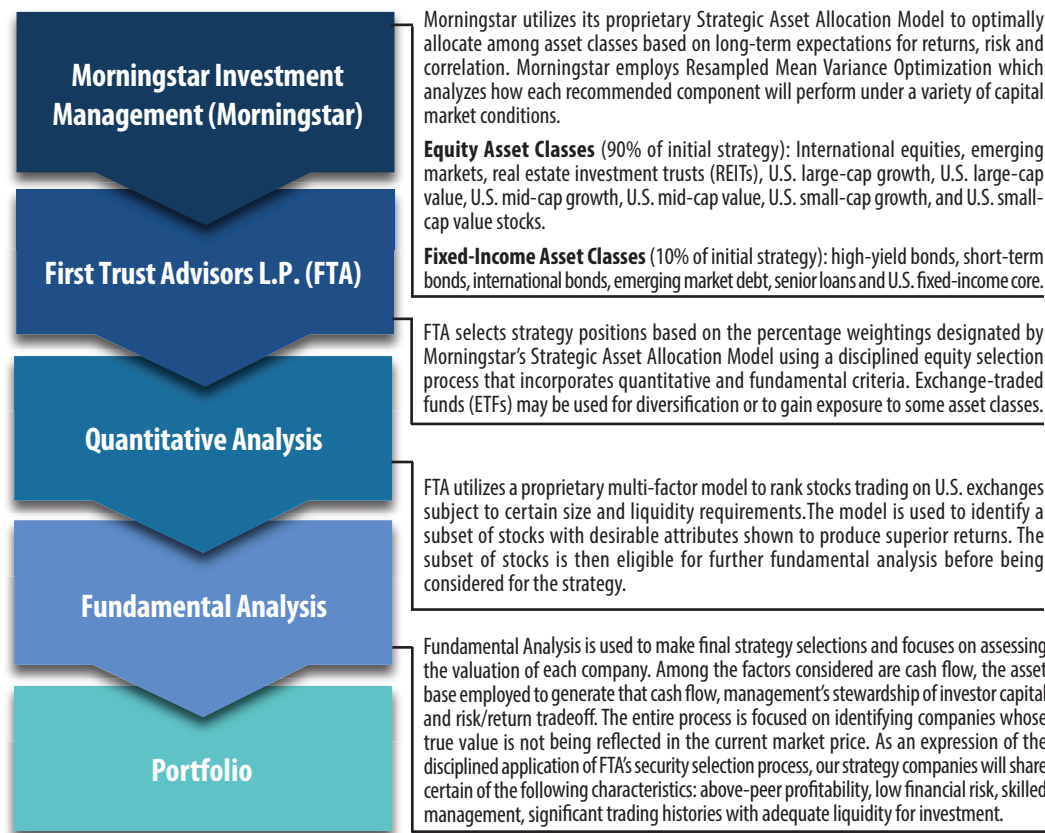 Morningstar Investment
Management (Morningstar)
Morningstar utilizes its proprietary Strategic Asset Allocation Model to optimally
allocate among asset classes based on long-term expectations for returns, risk and
correlation. Morningstar employs Resampled Mean Variance Optimization which
analyzes how each recommended component will perform under a variety of capital
market conditions.
Equity Asset Classes (90% of initial strategy): International equities, emerging
markets, real estate investment trusts (REITs), U.S. large-cap growth, U.S. large-cap
value, U.S. mid-cap growth, U.S. mid-cap value, U.S. small-cap growth, and U.S. small-
cap value stocks.
Fixed-Income Asset Classes (10% of initial strategy): high-yield bonds, short-term
bonds, international bonds, emerging market debt, senior loans and U.S. fixed-income core.
First Trust Advisors L.P. (FTA)
FTA selects strategy positions based on the percentage weightings designated by
Morningstar's Strategic Asset Allocation Model using a disciplined equity selection
process that incorporates quantitative and fundamental criteria. Exchange-traded
funds (ETFs) may be used for diversification or to gain exposure to some asset classes.
Quantitative Analysis
FTA utilizes a proprietary multi-factor model to rank stocks trading on U.S. exchanges
subject to certain size and liquidity requirements.The model is used to identify a
subset of stocks with desirable attributes shown to produce superior returns. The
subset of stocks is then eligible for further fundamental analysis before being
considered for the strategy.
Fundamental Analysis
Fundamental Analysis is used to make final strategy selections and focuses on assessing
the valuation of each company. Among the factors considered are cash flow, the asset
base employed to generate that cash flow, management's stewardship of investor capital
and risk/return tradeoff. The entire process is focused on identifying companies whose
true value is not being reflected in the current market price. As an expression of the
disciplined application of FTA's security selection process, our strategy companies will share
certain of the following characteristics: above-peer profitability, low financial risk, skilled
management, significant trading histories with adequate liquidity for investment.
Portfolio